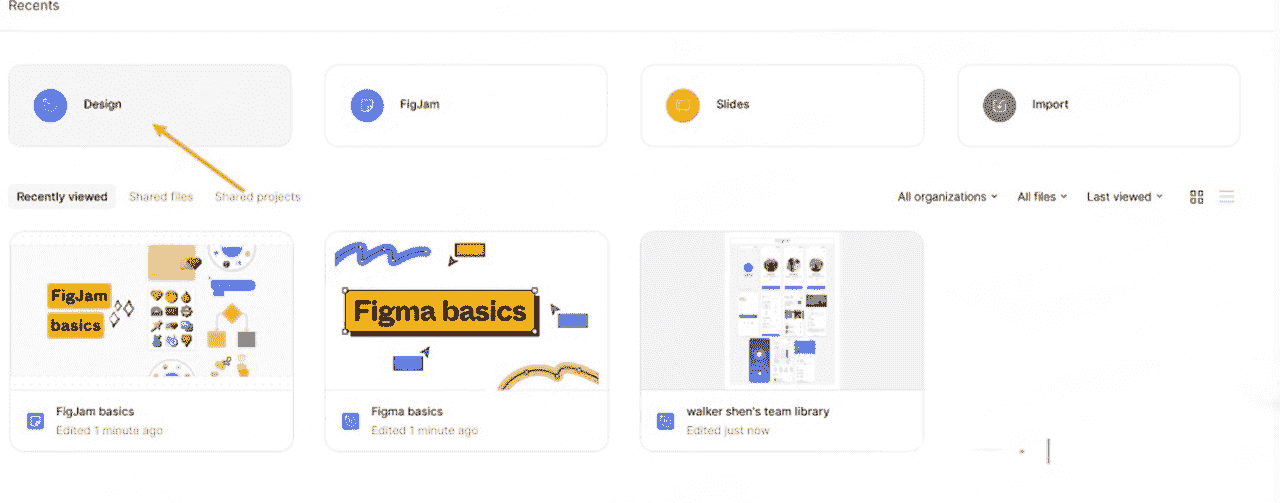 Recents
Design
FigJam
Slides
Import
Recently viewed
Shared files
Shared projects
All organizations
All files
Last viewed
FigJam
basics
Figma basics
FigJam basics
Edited 1 minute ago
Figma basics
Edited 1 minute ago
walker shen's team library
Edited just now